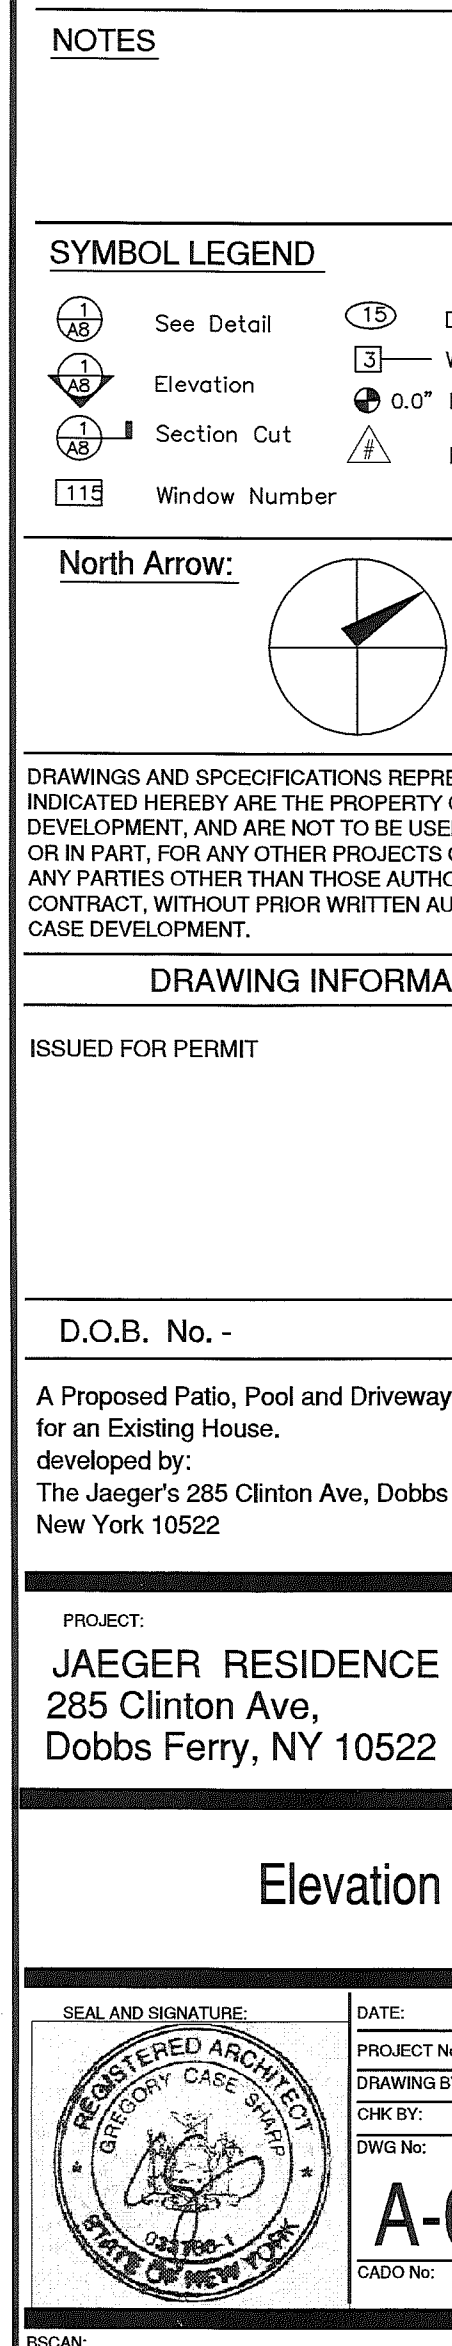 NOTES
SYMBOL LEGEND
1
A8
See Detail
15
1
A8
Elevation
3
0.0"
1
A8
Section Cut
#
115
Window Number
North Arrow:
DRAWINGS AND SPCECIFICATIONS REPRE
INDICATED HEREBY ARE THE PROPERTY
DEVELOPMENT, AND ARE NOT TO BE USE
OR IN PART, FOR ANY OTHER PROJECTS
ANY PARTIES OTHER THAN THOSE AUTHO
CONTRACT, WITHOUT PRIOR WRITTEN AU
CASE DEVELOPMENT.
DRAWING INFORMA
ISSUED FOR PERMIT
D.O.B. No. -
A Proposed Patio, Pool and Driveway
for an Existing House.
developed by:
The Jaeger's 285 Clinton Ave, Dobbs
New York 10522
PROJECT:
JAEGER RESIDENCE
285 Clinton Ave,
Dobbs Ferry, NY 10522
Elevation
SEAL AND SIGNATURE:
REGISTERED ARCHITECT
GREGORY CASE SHARP
STATE OF NEW YORK
DATE:
PROJECT No
DRAWING BY
CHK BY:
DWG No:
A-
CADO No:
BSCAN: